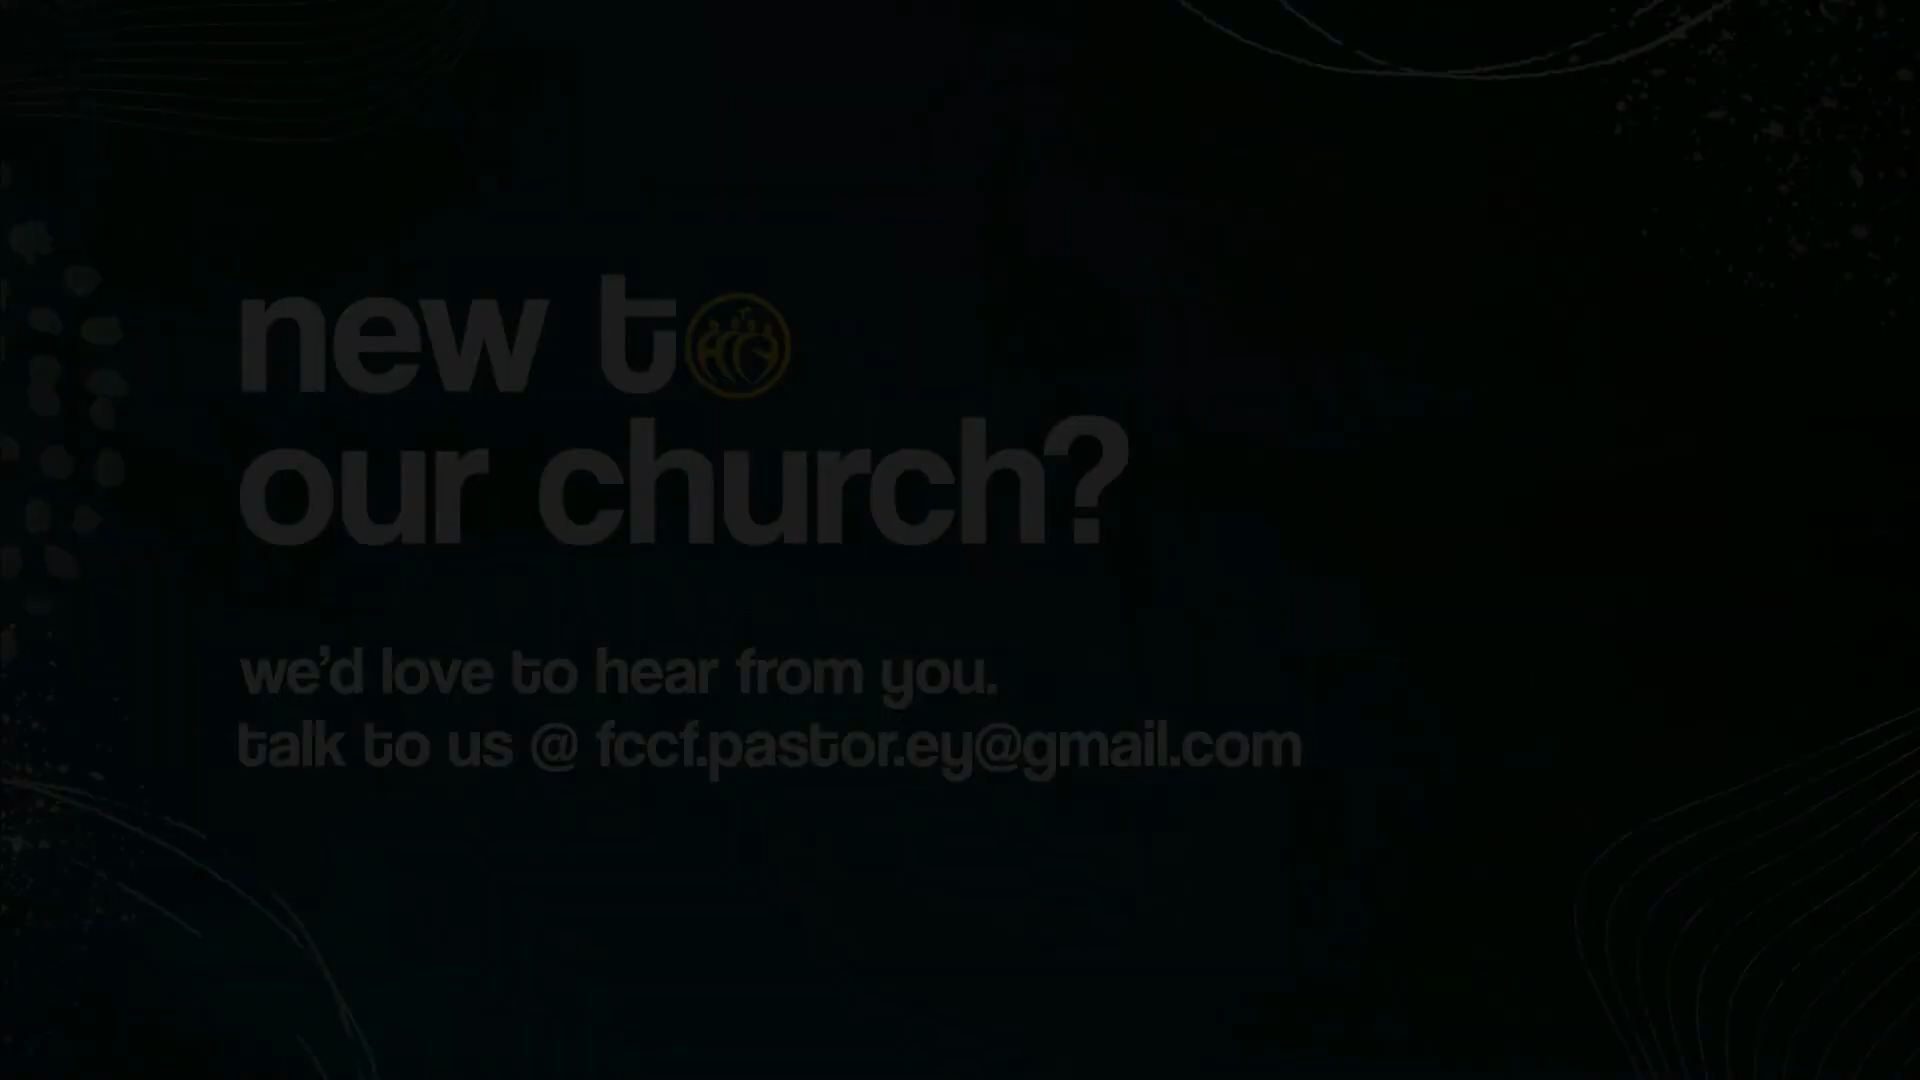 new to
our church?
we'd love to hear from you.
talk to us @ fccf.pastor.ey@gmail.com